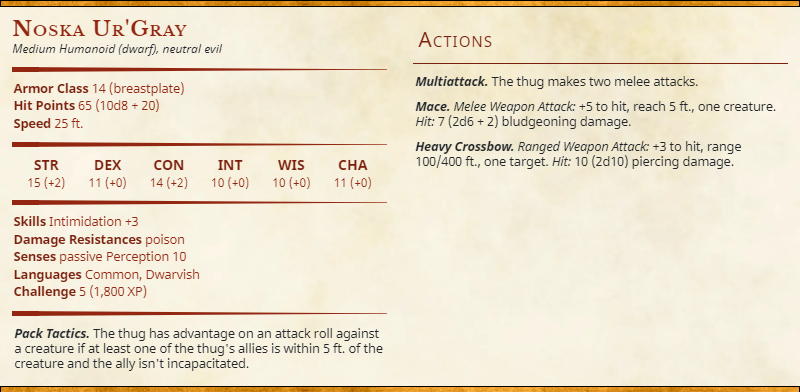 Noska Ur'Gray
Medium Humanoid (dwarf), neutral evil
Armor Class 14 (breastplate)
Hit Points 65 (10d8 + 20)
Speed 25 ft.
STR DEX CON INT WIS CHA
15 (+2) 11 (+0) 14 (+2) 10 (+0) 10 (+0) 11 (+0)
Skills Intimidation +3
Damage Resistances poison
Senses passive Perception 10
Languages Common, Dwarvish
Challenge 5 (1,800 XP)
Pack Tactics. The thug has advantage on an attack roll against
a creature if at least one of the thug's allies is within 5 ft. of the
creature and the ally isn't incapacitated.
Actions
Multiattack. The thug makes two melee attacks.
Mace. Melee Weapon Attack: +5 to hit, reach 5 ft., one creature.
Hit: 7 (2d6 + 2) bludgeoning damage.
Heavy Crossbow. Ranged Weapon Attack: +3 to hit, range
100/400 ft., one target. Hit: 10 (2d10) piercing damage.